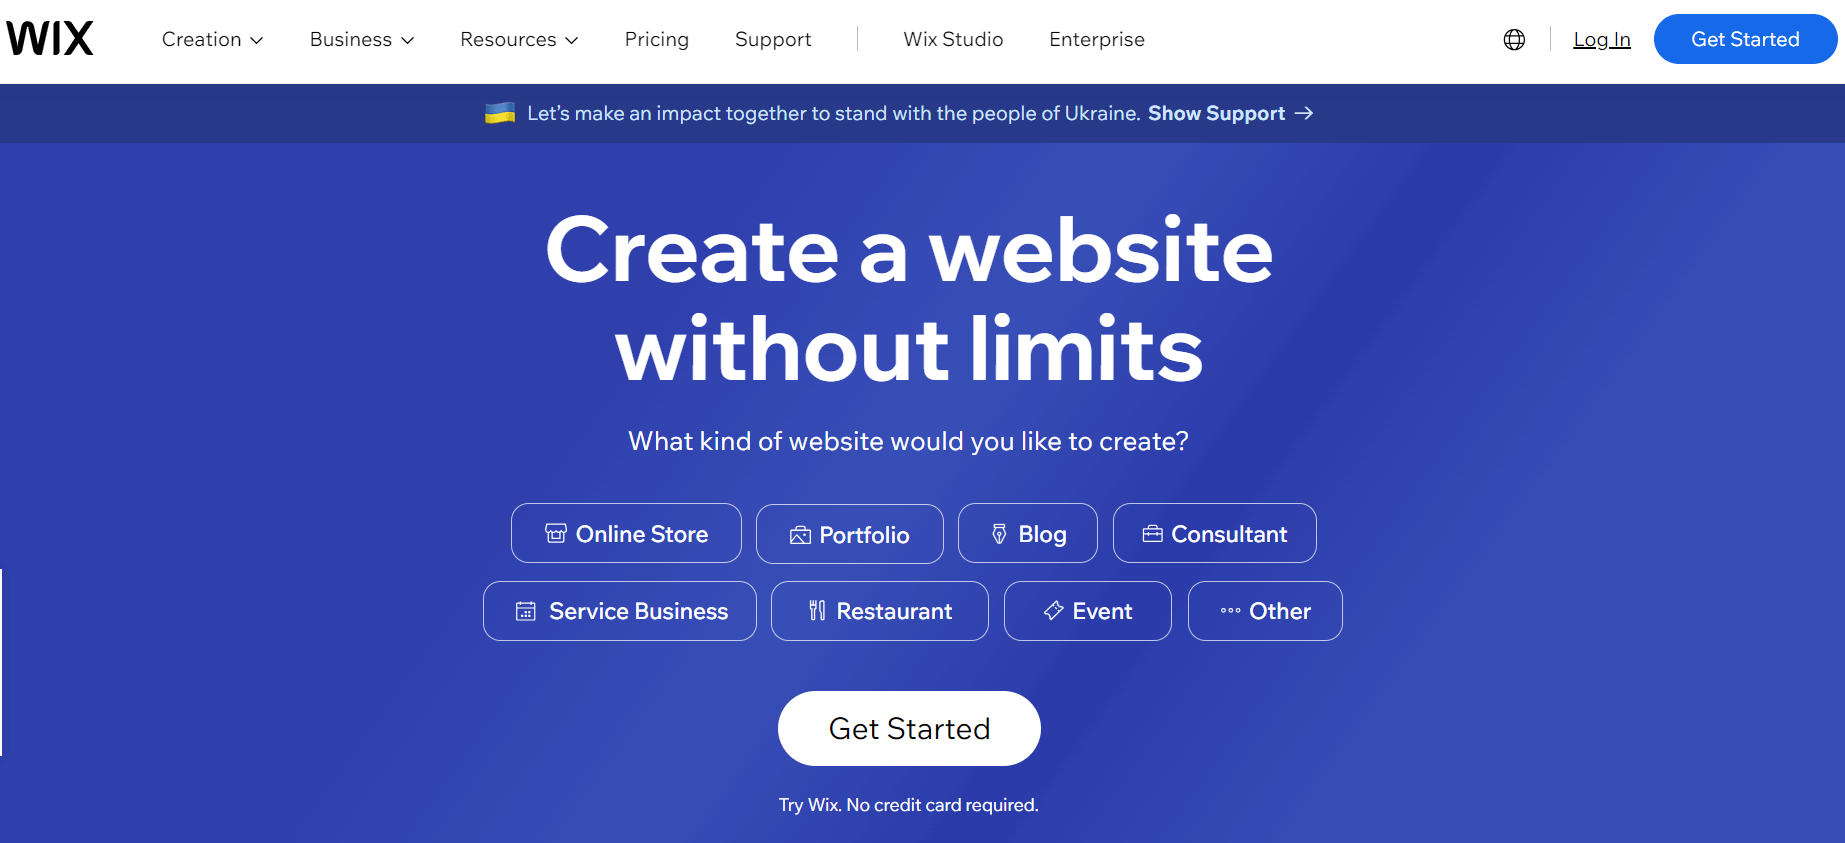 WIX Creation Business Resources Pricing Support Wix Studio Enterprise Log In Get Started
Let’s make an impact together to stand with the people of Ukraine. Show Support →
Create a website
without limits
What kind of website would you like to create?
Online Store Portfolio Blog Consultant
Service Business Restaurant Event Other
Get Started
Try Wix. No credit card required.